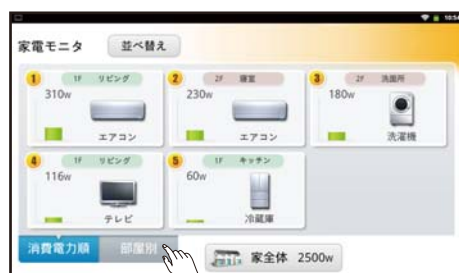 10:54
家電モニタ 並べ替え
1 1F リビング
310w
エアコン
2 2F 寝室
230w
エアコン
3 2F 洗面所
180w
洗濯機
4 1F リビング
116w
テレビ
5 1F キッチン
60w
冷蔵庫
消費電力順 部屋別 家全体 2500w